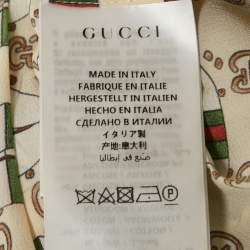 GUCCI
MADE IN ITALY
FABRIQUE EN ITALIE
HERGESTELLT IN ITALIEN
HECHO EN ITALIA
СДЕЛАНО В ИТАЛИИ
イタリア製
产地:意大利
صنع في إيطاليا